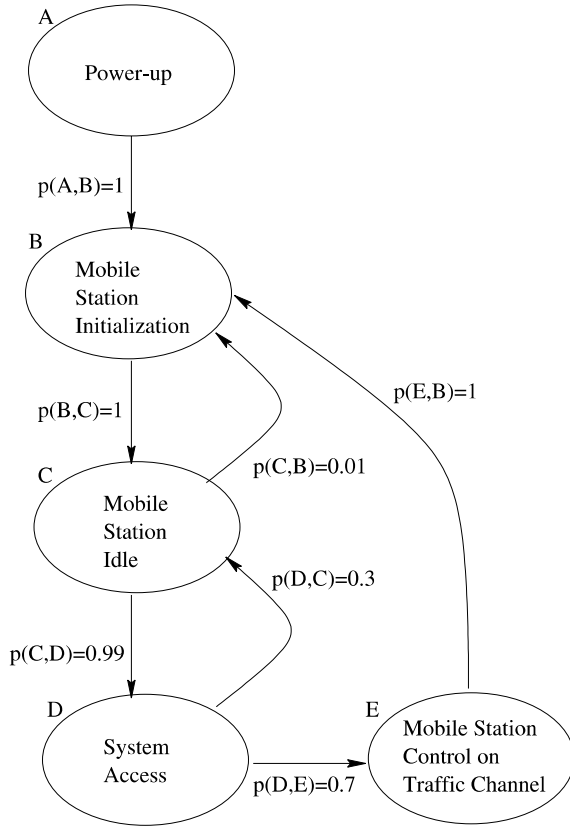 A
Power-up
p(A,B)=1
B
Mobile
Station
Initialization
p(E,B)=1
p(B,C)=1
p(C,B)=0.01
C
Mobile
Station
Idle
p(D,C)=0.3
p(C,D)=0.99
D
System
Access
p(D,E)=0.7
E
Mobile Station
Control on
Traffic Channel